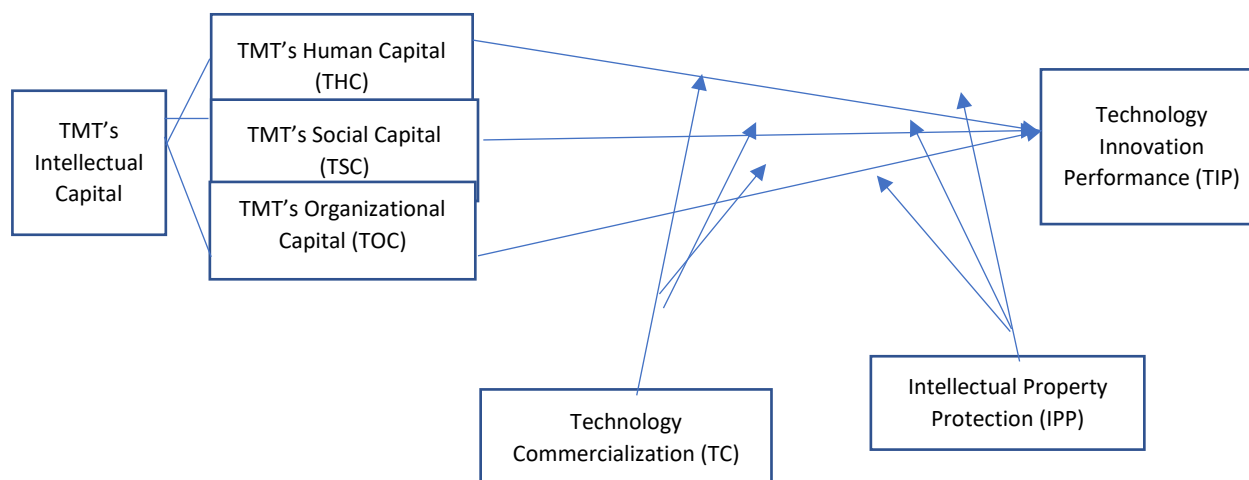 TMT’s
Intellectual
Capital
TMT’s Human Capital
(THC)
TMT’s Social Capital
(TSC)
TMT’s Organizational
Capital (TOC)
Technology
Innovation
Performance (TIP)
Technology
Commercialization (TC)
Intellectual Property
Protection (IPP)